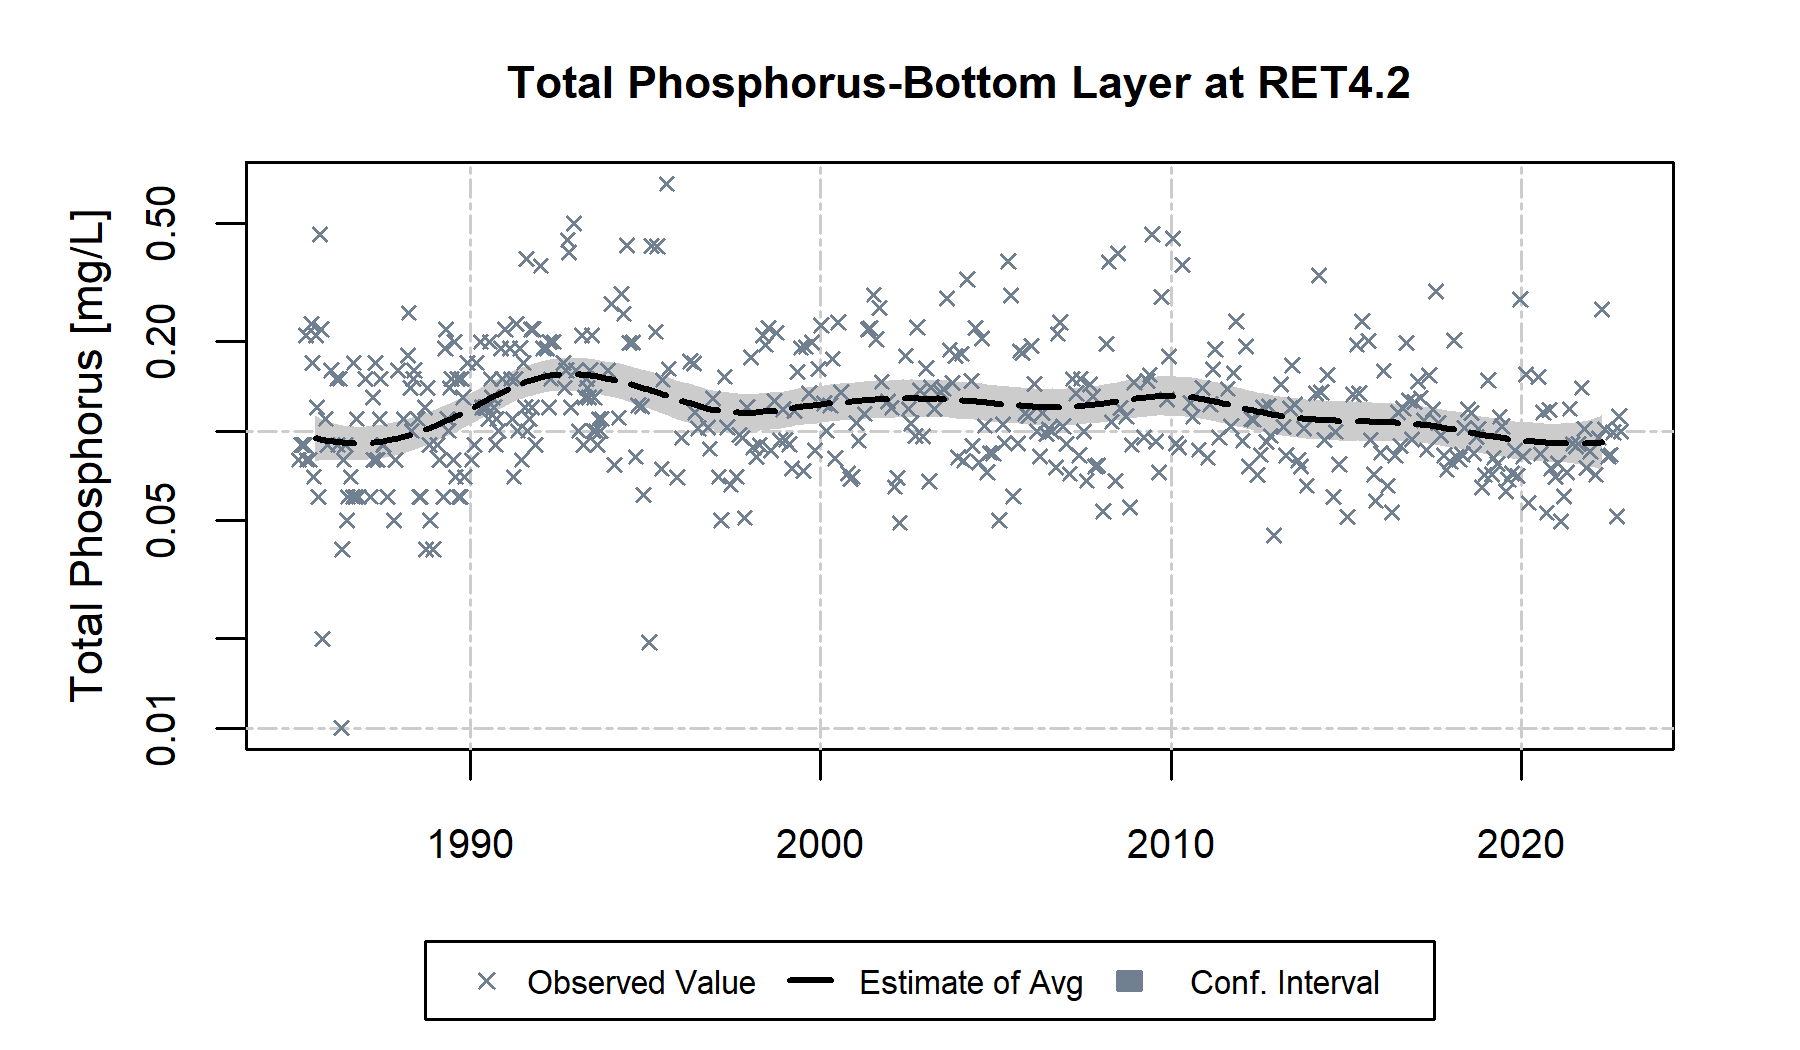 Total Phosphorus-Bottom Layer at RET4.2
Total Phosphorus [mg/L]
0.50
0.20
0.05
0.01
1990 2000 2010 2020
Observed Value Estimate of Avg Conf. Interval